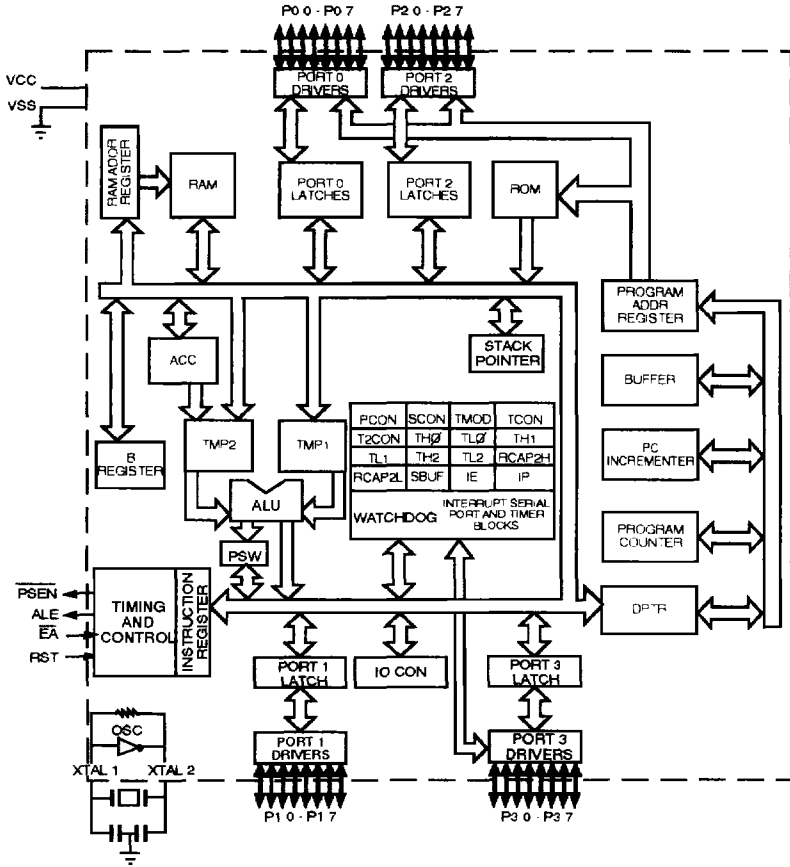 P0 0 - P0 7
P2 0 - P2 7
VCC
VSS
PORT 0
DRIVERS
PORT 2
DRIVERS
RAM ADDR
REGISTER
RAM
PORT 0
LATCHES
PORT 2
LATCHES
ROM
PROGRAM
ADDR
REGISTER
STACK
POINTER
ACC
BUFFER
B
REGISTER
TMP2
TMP1
PCON SCON TMOD TCON
T2CON TH0 TL0 TH1
TL1 TH2 TL2 RCAP2H
RCAP2L SBUF IE IP
WATCHDOG
INTERRUPT SERIAL
PORT AND TIMER
BLOCKS
PC
INCREMENTER
ALU
PSW
PROGRAM
COUNTER
PSEN
ALE
EA
RST
TIMING
AND
CONTROL
INSTRUCTION
REGISTER
DPTR
PORT 1
LATCH
IO CON
PORT 3
LATCH
OSC
XTAL 1
XTAL 2
PORT 1
DRIVERS
PORT 3
DRIVERS
P1 0 - P1 7
P3 0 - P3 7